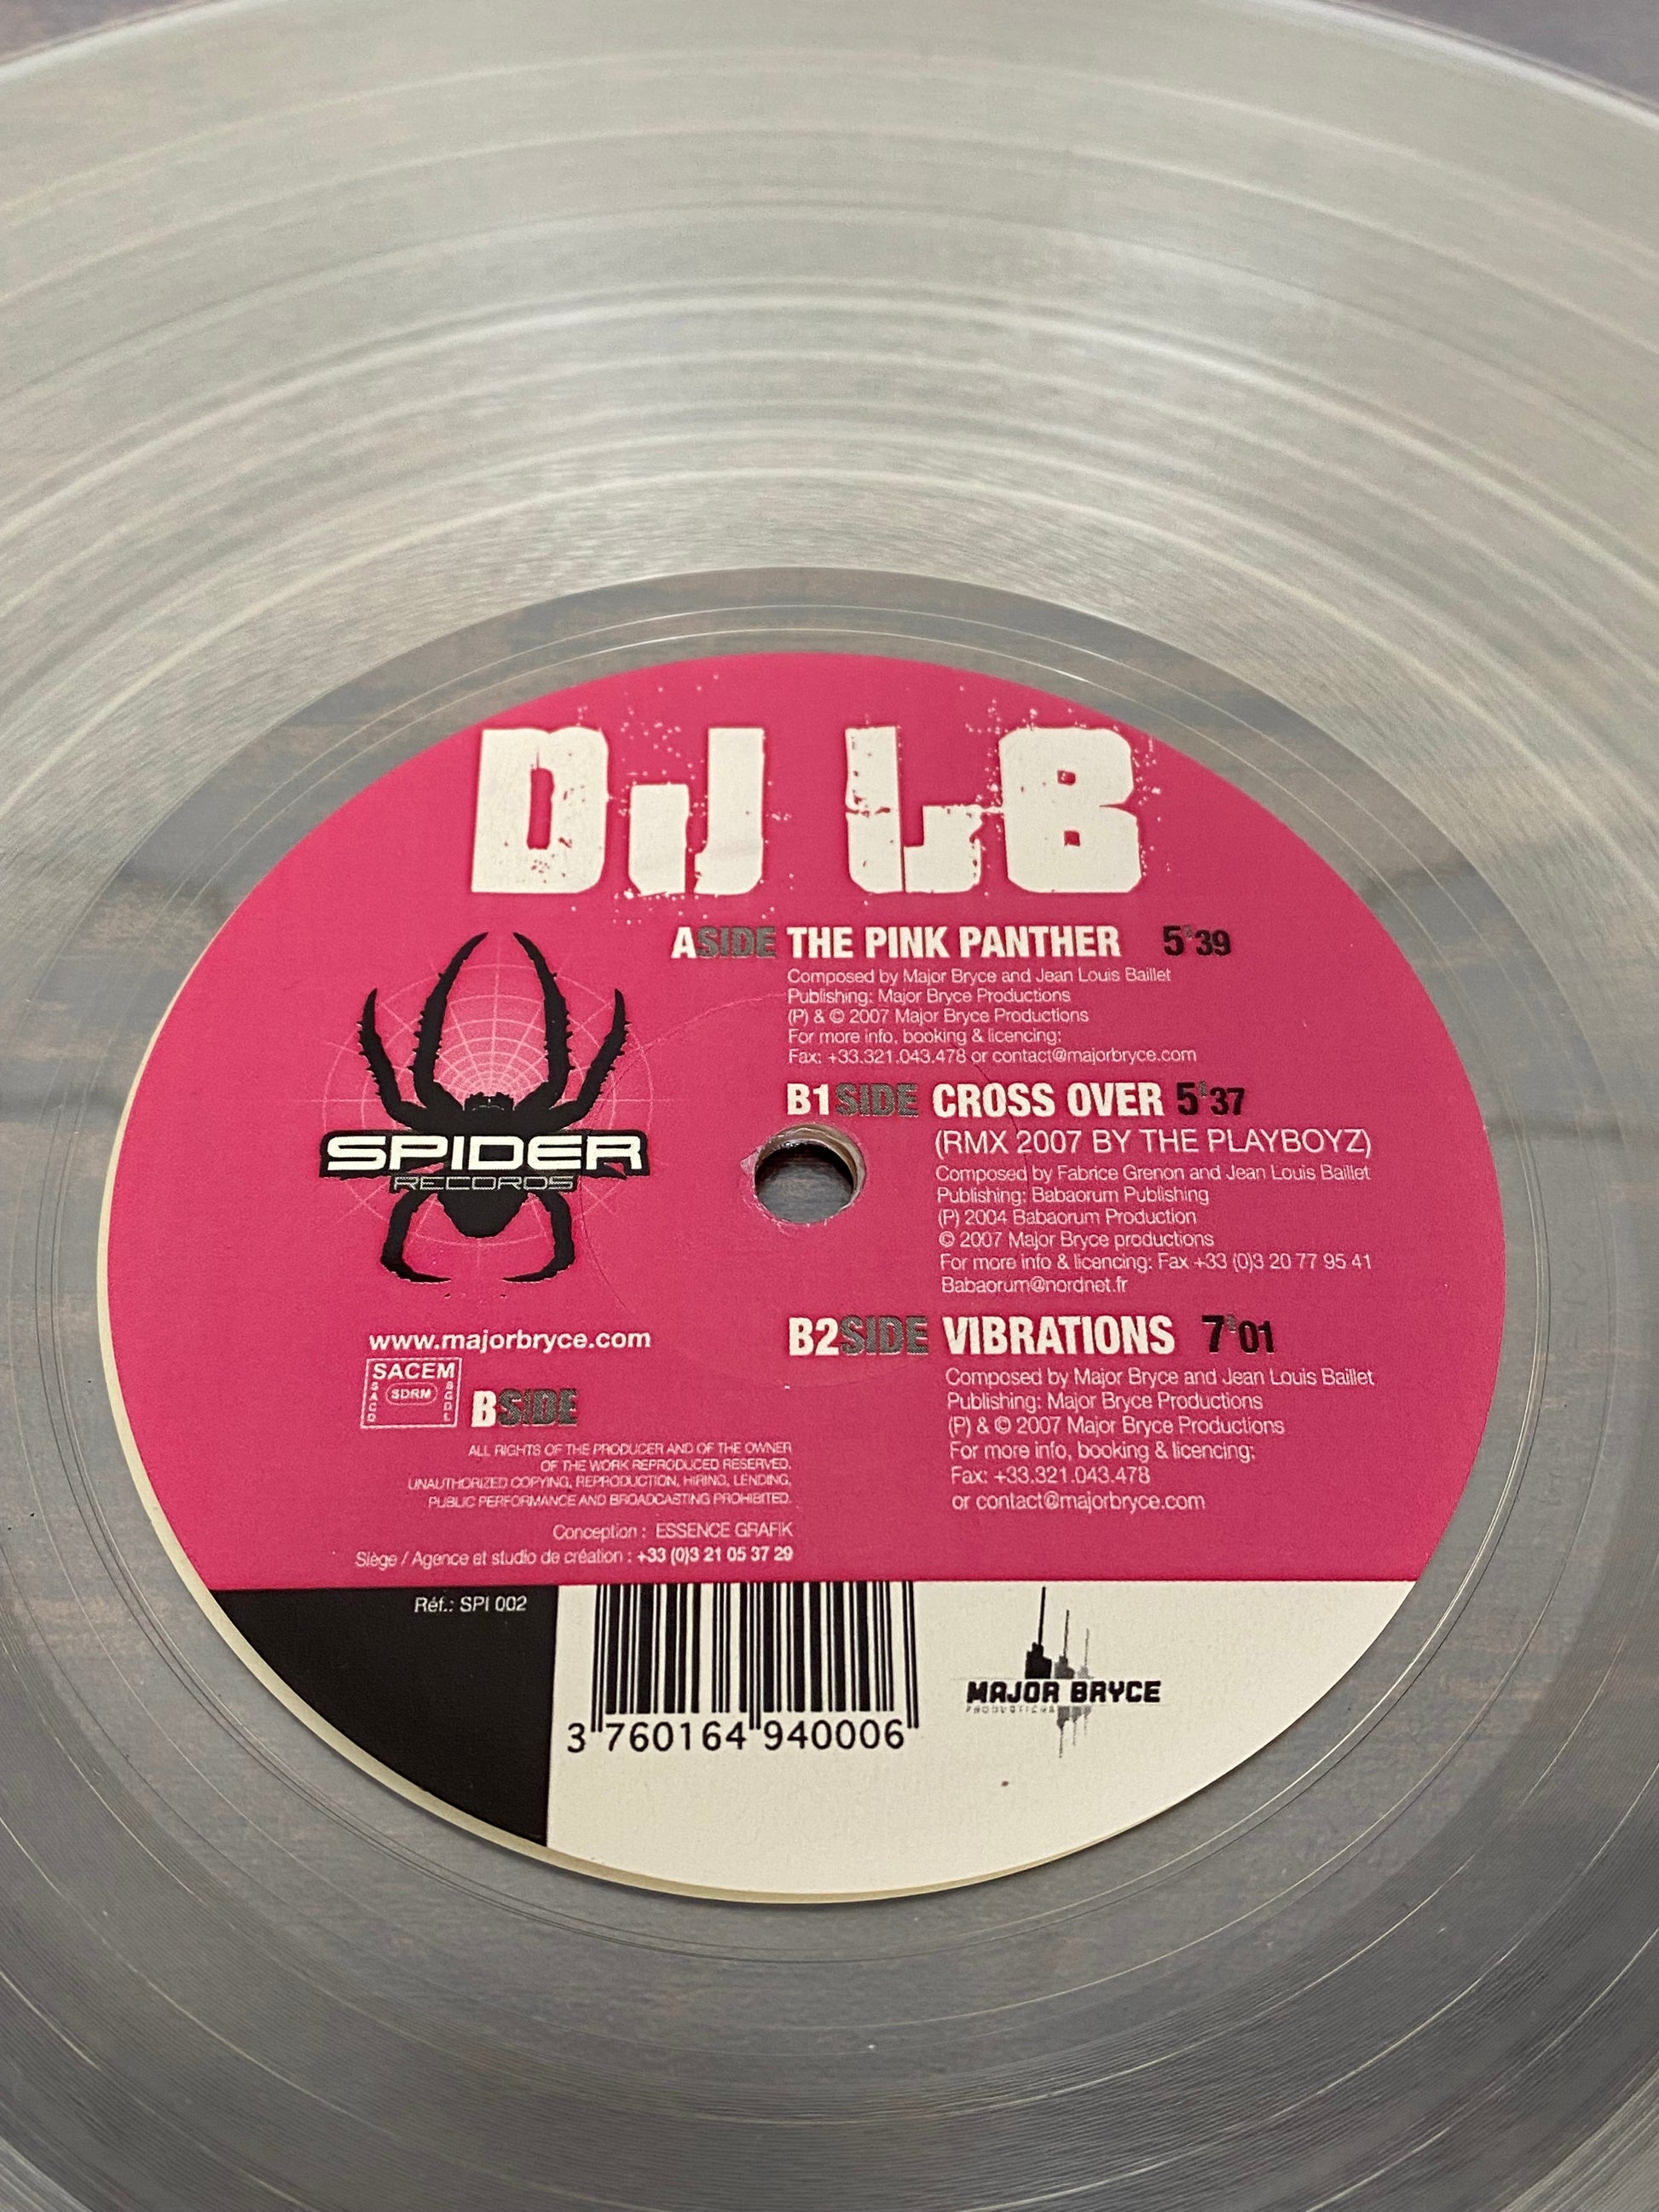 DJ LB
ASIDE THE PINK PANTHER 5'39
Composed by Major Bryce and Jean Louis Baillet
Publishing: Major Bryce Productions
(P) & © 2007 Major Bryce Productions
For more info, booking & licencing:
Fax: +33.321.043.478 or contact@majorbryce.com
B1SIDE CROSS OVER 5'37
(RMX 2007 BY THE PLAYBOYZ)
Composed by Fabrice Grenon and Jean Louis Baillet
Publishing: Babaorum Publishing
(P) 2004 Babaorum Production
© 2007 Major Bryce productions
For more info & licencing: Fax +33 (0)3 20 77 95 41
Babaorum@nordnet.fr
B2SIDE VIBRATIONS 7'01
Composed by Major Bryce and Jean Louis Baillet
Publishing: Major Bryce Productions
(P) & © 2007 Major Bryce Productions
For more info, booking & licencing:
Fax: +33.321.043.478
or contact@majorbryce.com
SPIDER
RECORDS
www.majorbryce.com
SACEM
SACD
SDRM
SGDL
BSIDE
ALL RIGHTS OF THE PRODUCER AND OF THE OWNER
OF THE WORK REPRODUCED RESERVED.
UNAUTHORIZED COPYING, REPRODUCTION, HIRING, LENDING,
PUBLIC PERFORMANCE AND BROADCASTING PROHIBITED.
Conception : ESSENCE GRAFIK
Siège / Agence et studio de création : +33 (0)3 21 05 37 29
Réf.: SPI 002
3 760164 940006
MAJOR BRYCE
PRODUCTIONS